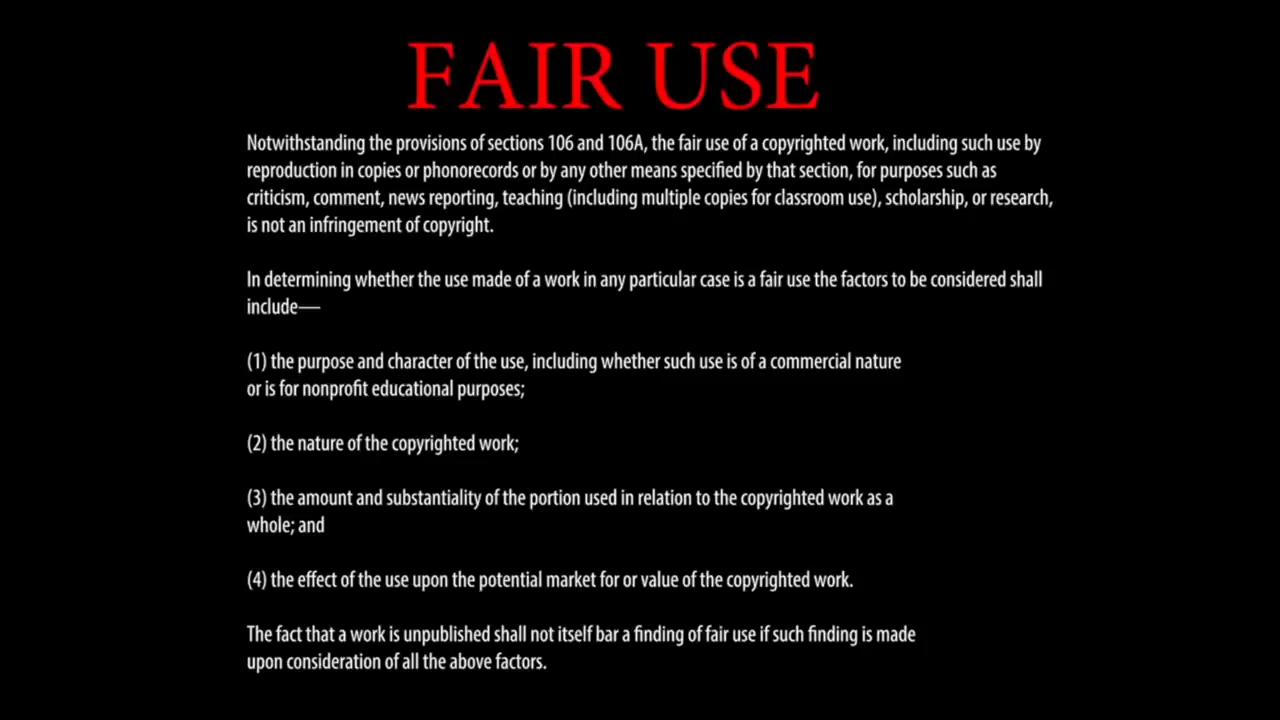 FAIR USE
Notwithstanding the provisions of sections 106 and 106A, the fair use of a copyrighted work, including such use by
reproduction in copies or phonorecords or by any other means specified by that section, for purposes such as
criticism, comment, news reporting, teaching (including multiple copies for classroom use), scholarship, or research,
is not an infringement of copyright.
In determining whether the use made of a work in any particular case is a fair use the factors to be considered shall
include—
(1) the purpose and character of the use, including whether such use is of a commercial nature
or is for nonprofit educational purposes;
(2) the nature of the copyrighted work;
(3) the amount and substantiality of the portion used in relation to the copyrighted work as a
whole; and
(4) the effect of the use upon the potential market for or value of the copyrighted work.
The fact that a work is unpublished shall not itself bar a finding of fair use if such finding is made
upon consideration of all the above factors.